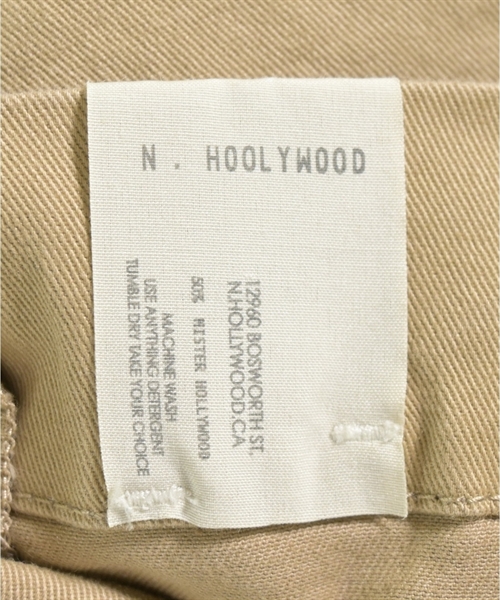 N . HOOLYWOOD
12960 BOSWORTH ST.
N.HOLLYWOOD,CA
50% MISTER HOLLYWOOD
MACHINE WASH
USE ANYTHING DETERGENT
TUMBLE DRY TAKE YOUR CHOICE